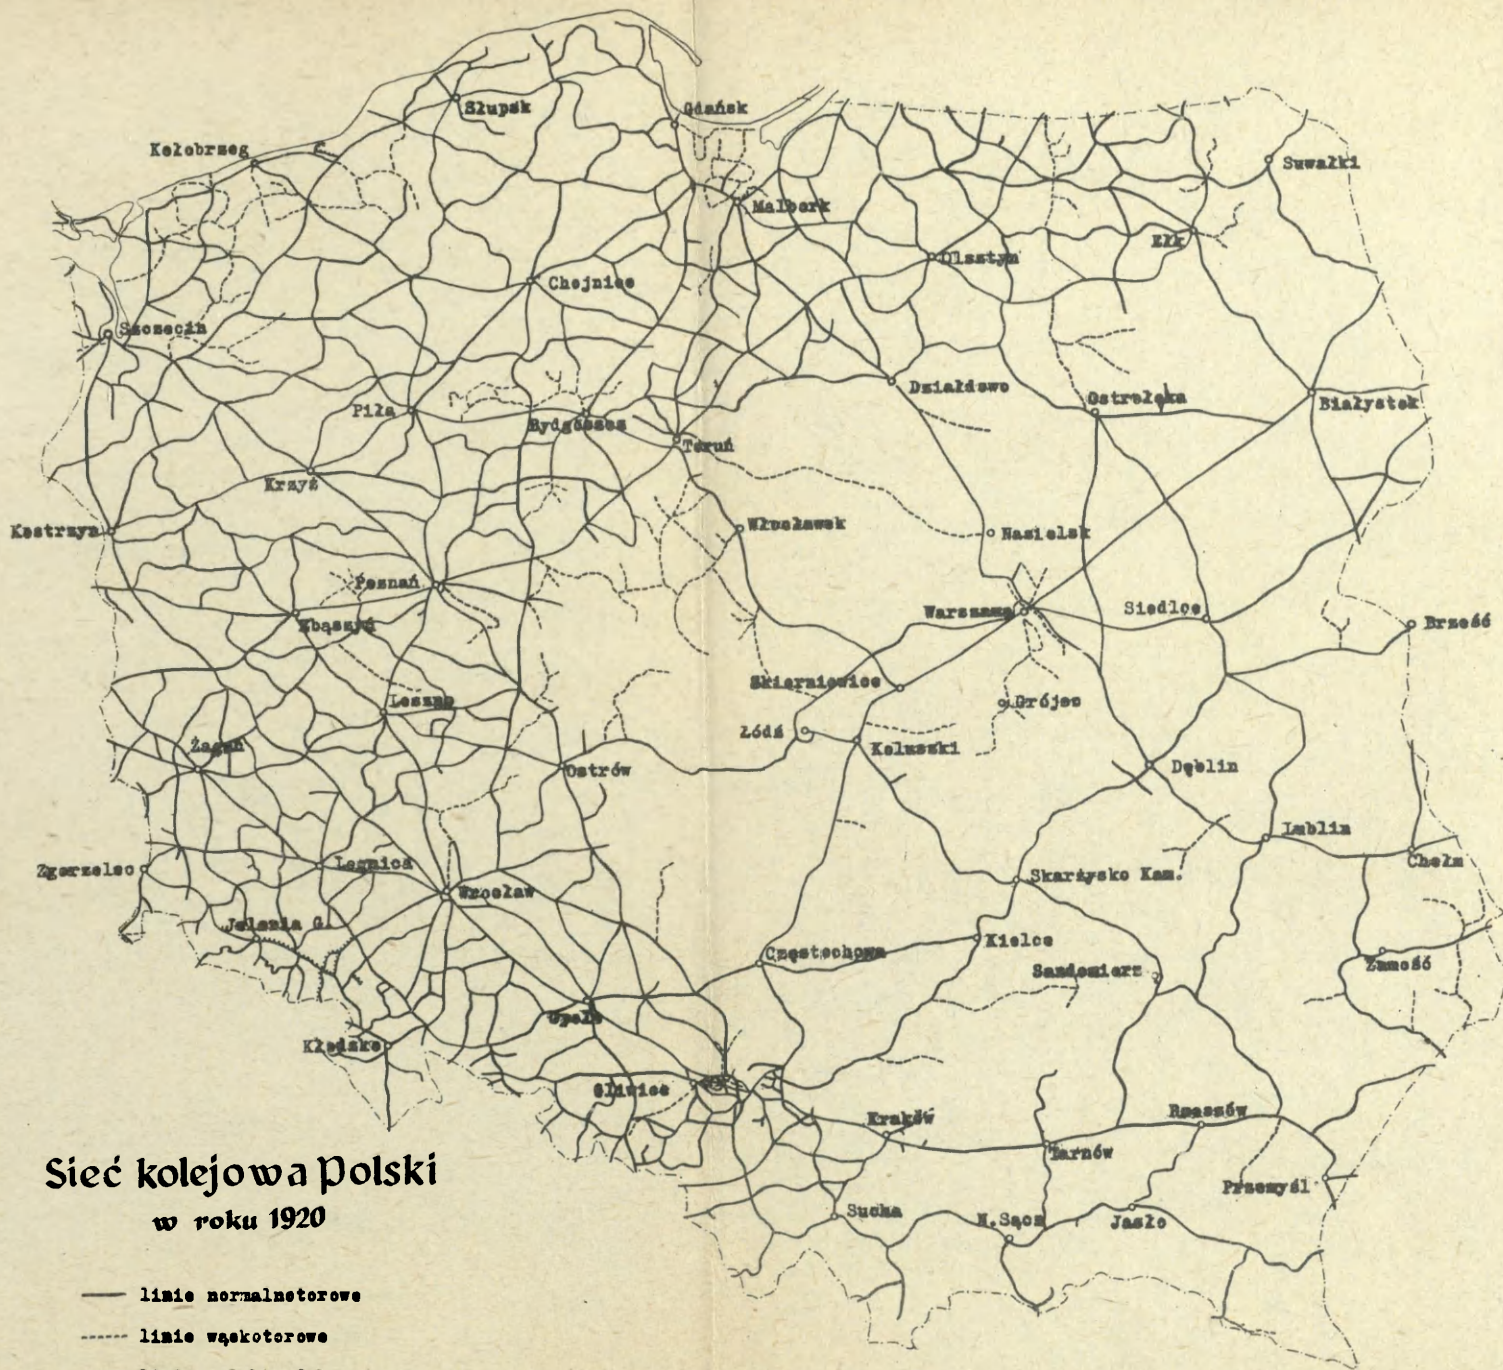 Słupsk
Gdańsk
Kołobrzeg
Suwałki
Malbork
Ełk
Olsztyn
Chojnice
Szczecin
Działdowo
Ostrołęka
Białystok
Piła
Bydgoszcz
Toruń
Krzyż
Kostrzyn
Włocławek
Nasielsk
Poznań
Warszawa
Siedlce
Brześć
Zbąszyń
Skierniewice
Leszno
Grójec
Łódź
Koluszki
Żagań
Ostrów
Dęblin
Lublin
Zgorzelec
Legnica
Chełm
Skarżysko Kam.
Wrocław
Jelenia G.
Kielce
Częstochowa
Sandomierz
Zamość
Opole
Kłodzko
Gliwice
Kraków
Rzeszów
Tarnów
Przemyśl
Sucha
N.Sącz
Jasło
Sieć kolejowa Polski
w roku 1920
linie normalnotorowe
linie wąskotorowe